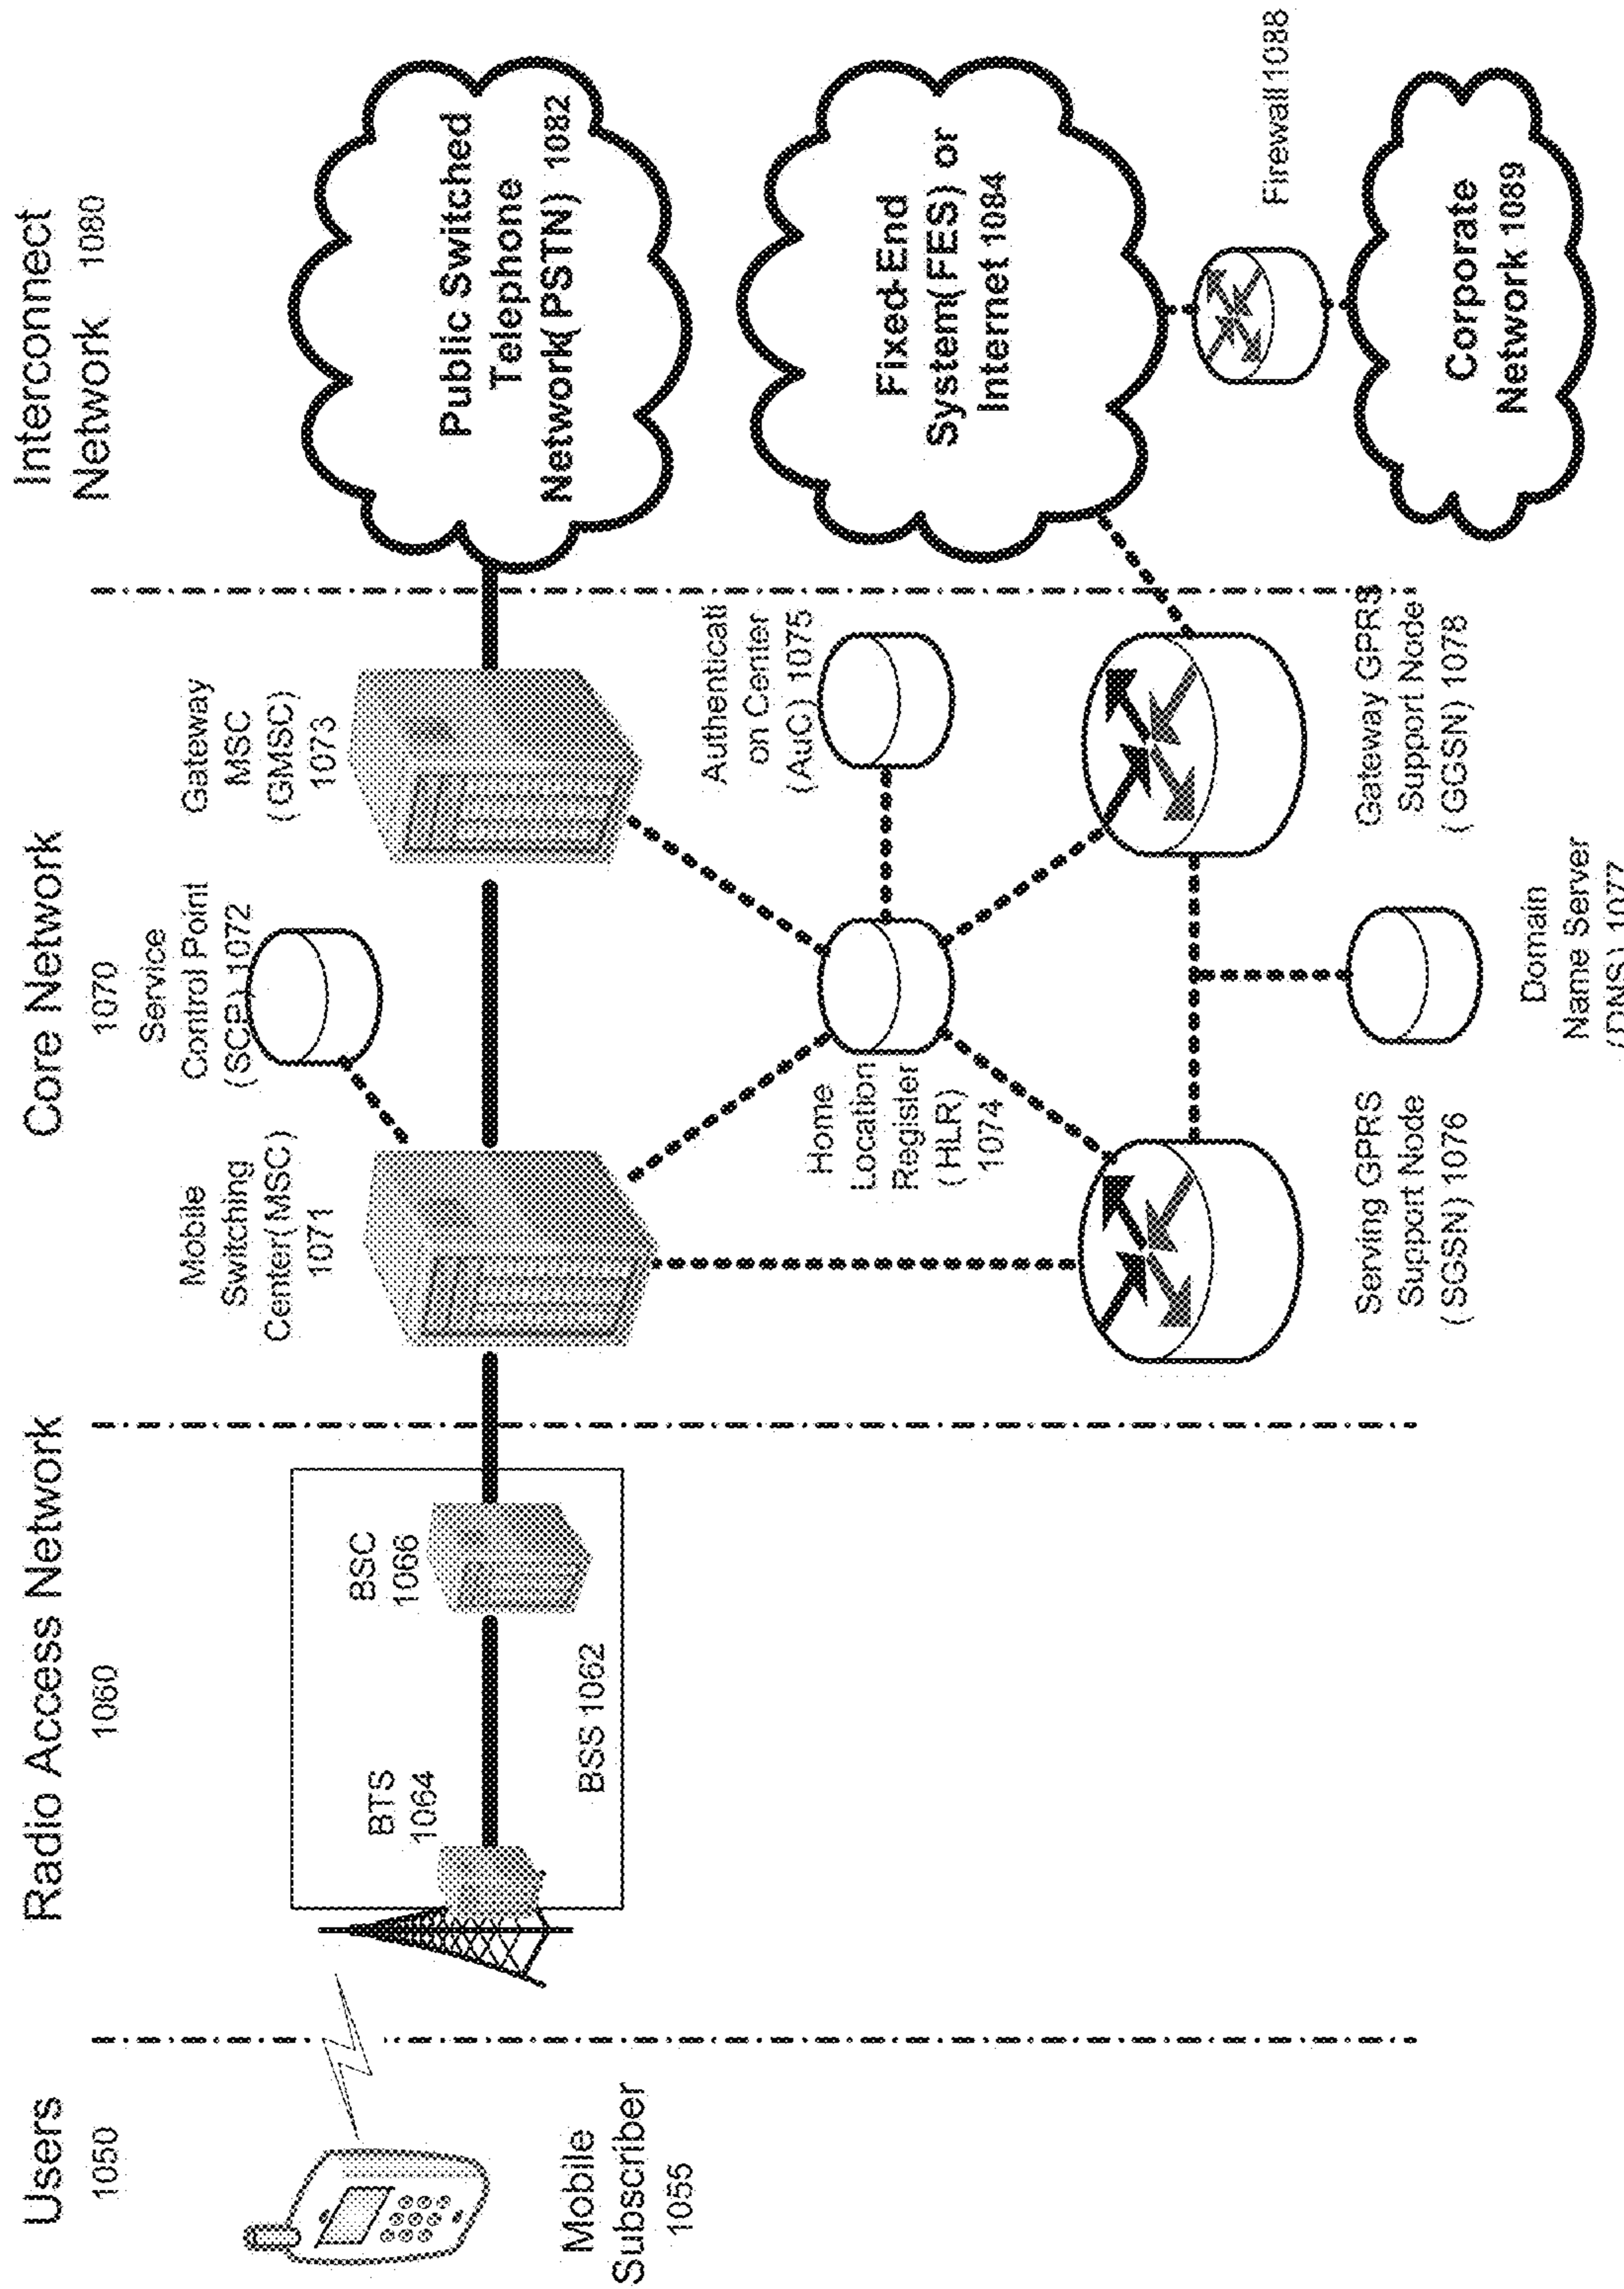 Users
1050
Radio Access Network
1060
Core Network
1070
Interconnect
Network 1080
Mobile
Subscriber
1055
BTS
1064
BSC
1066
BSS 1062
Mobile
Switching
Center(MSC)
1071
Service
Control Point
(SCP) 1072
Gateway
MSC
(GMSC)
1073
Home
Location
Register
(HLR)
1074
Authenticati
on Center
(AuC) 1075
Serving GPRS
Support Node
(SGSN) 1076
Domain
Name Server
(DNS) 1077
Gateway GPRS
Support Node
(GGSN) 1078
Public Switched
Telephone
Network(PSTN) 1082
Fixed-End
System(FES) or
Internet 1084
Firewall 1088
Corporate
Network 1089